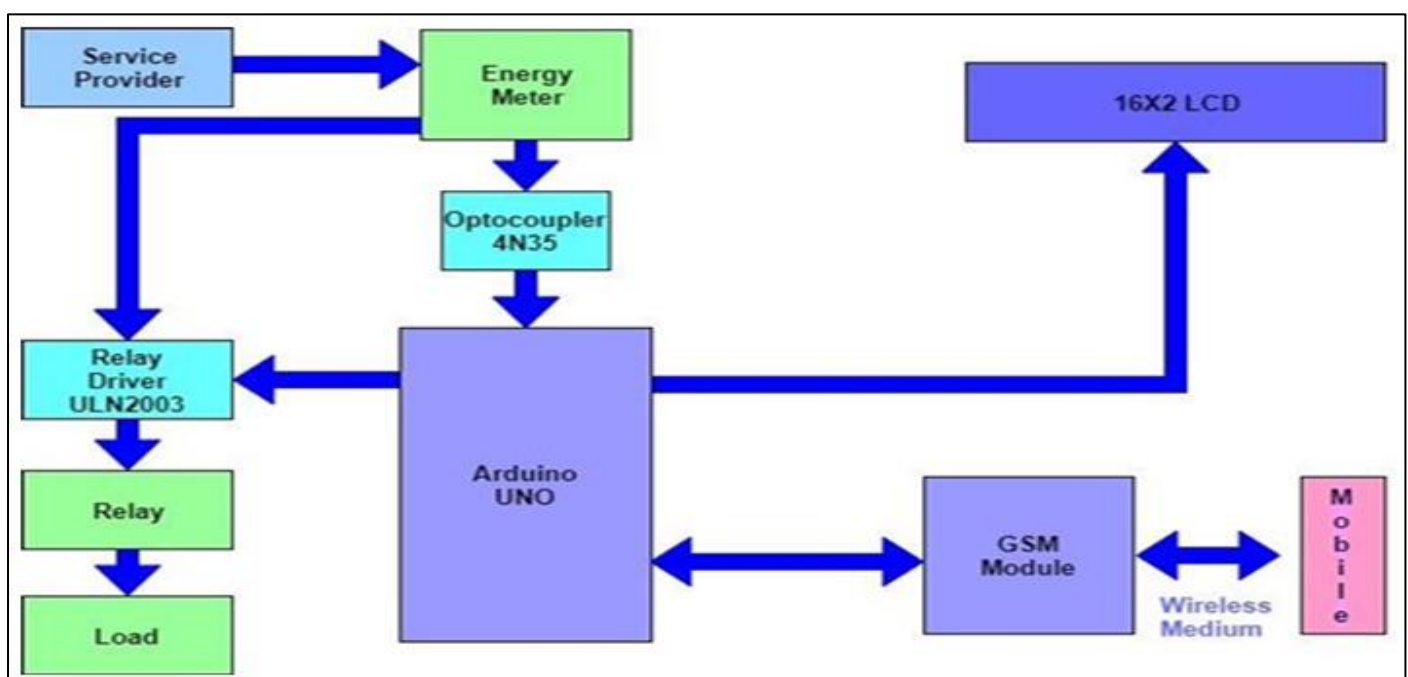 Service
Provider
Energy
Meter
16X2 LCD
Optocoupler
4N35
Relay
Driver
ULN2003
Arduino
UNO
Relay
GSM
Module
Mobile
Wireless
Medium
Load